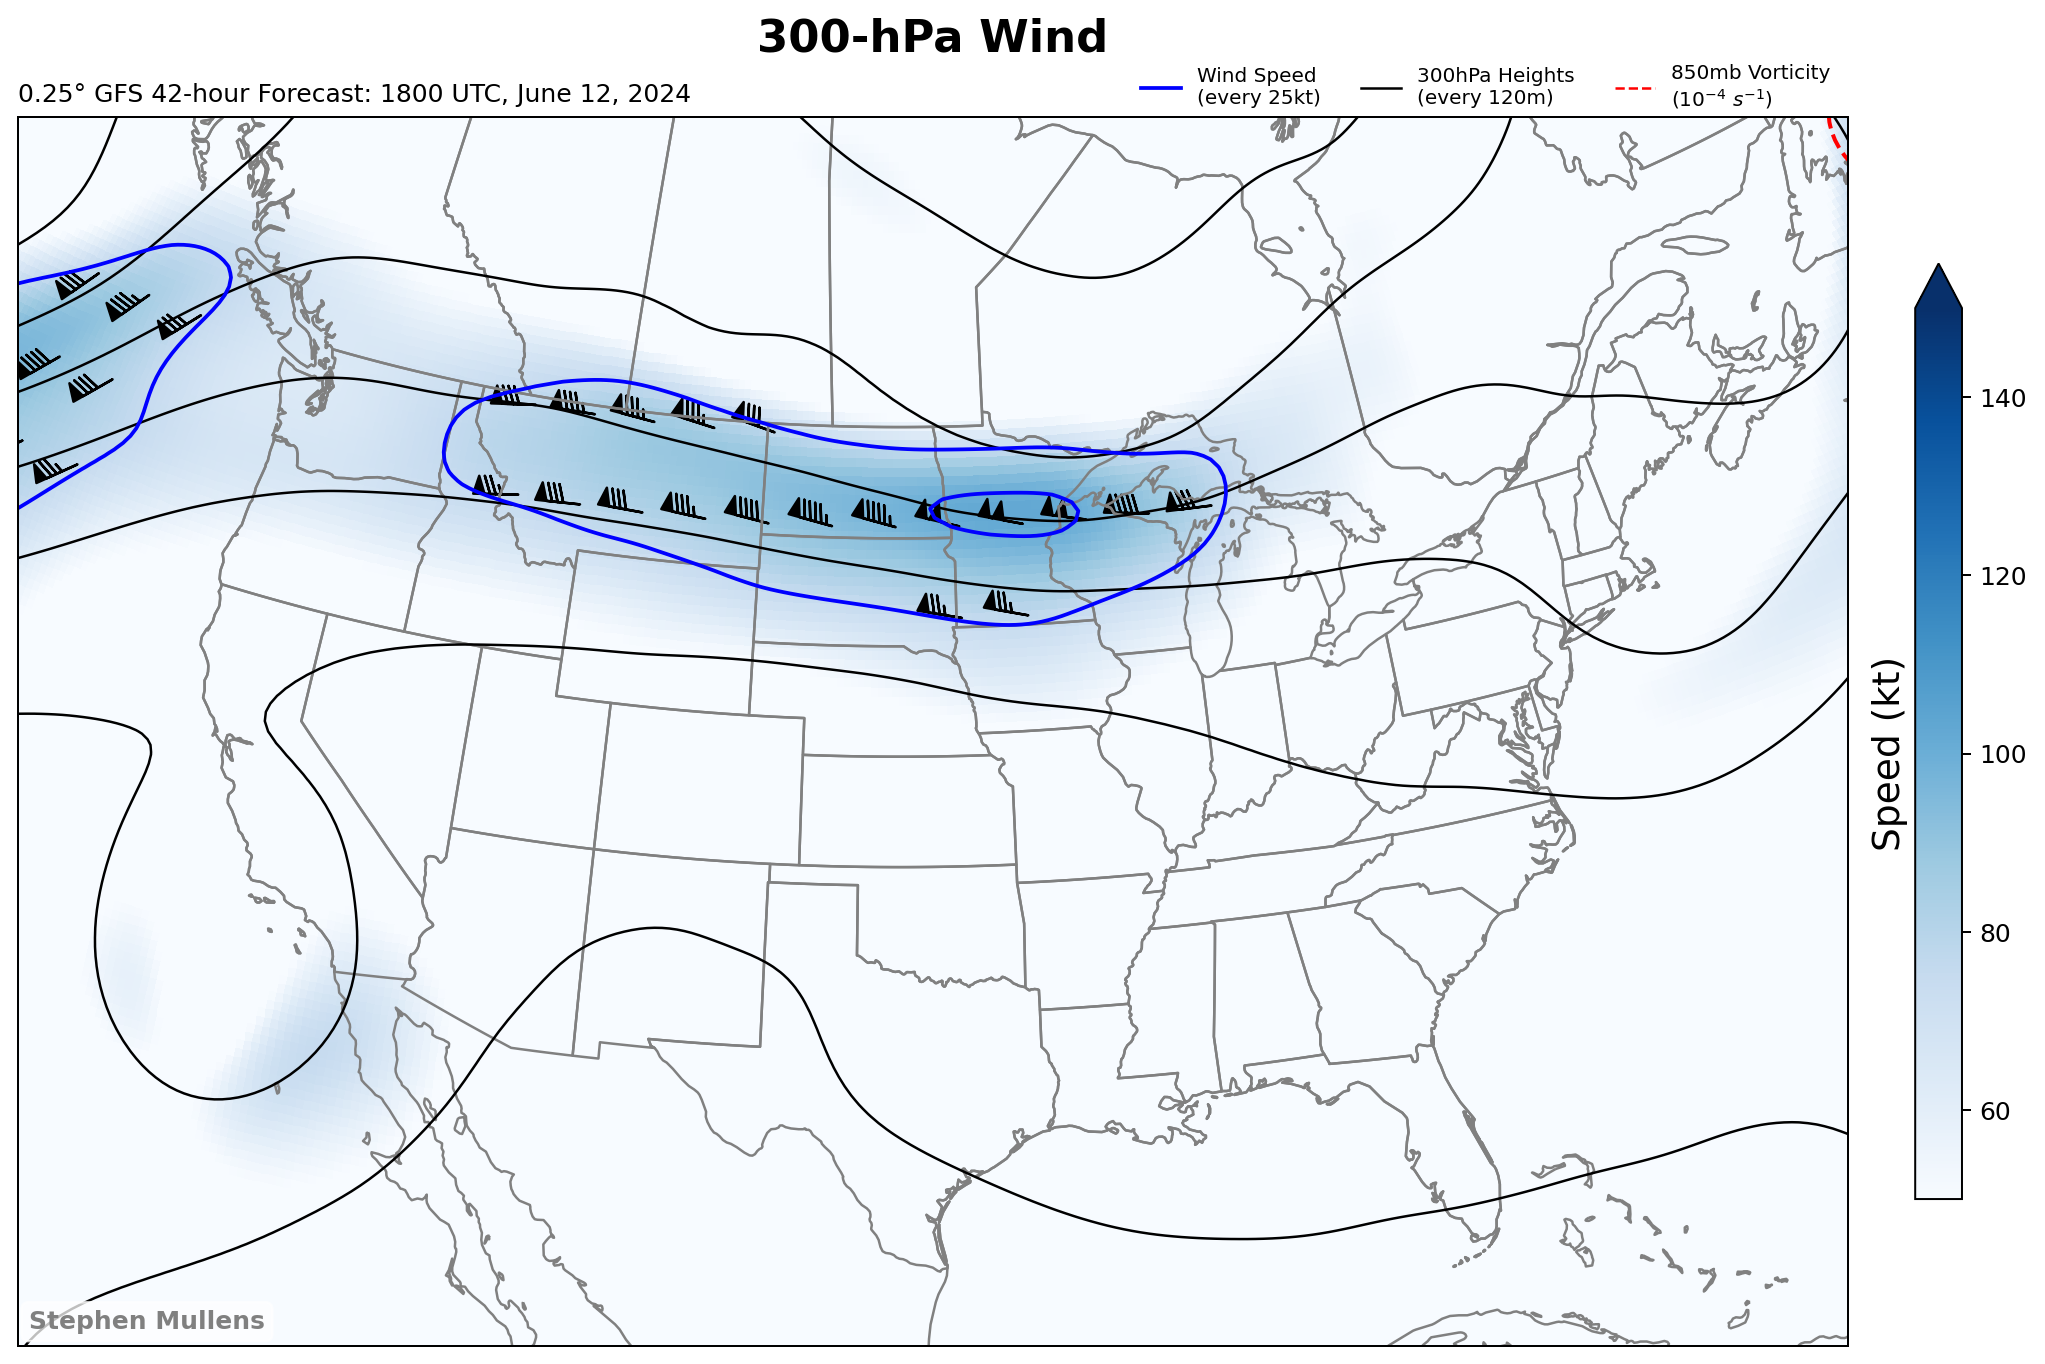 300-hPa Wind
0.25° GFS 42-hour Forecast: 1800 UTC, June 12, 2024
Wind Speed
(every 25kt)
300hPa Heights
(every 120m)
850mb Vorticity
(10⁻⁴ s⁻¹)
140
120
100
80
60
Speed (kt)
Stephen Mullens